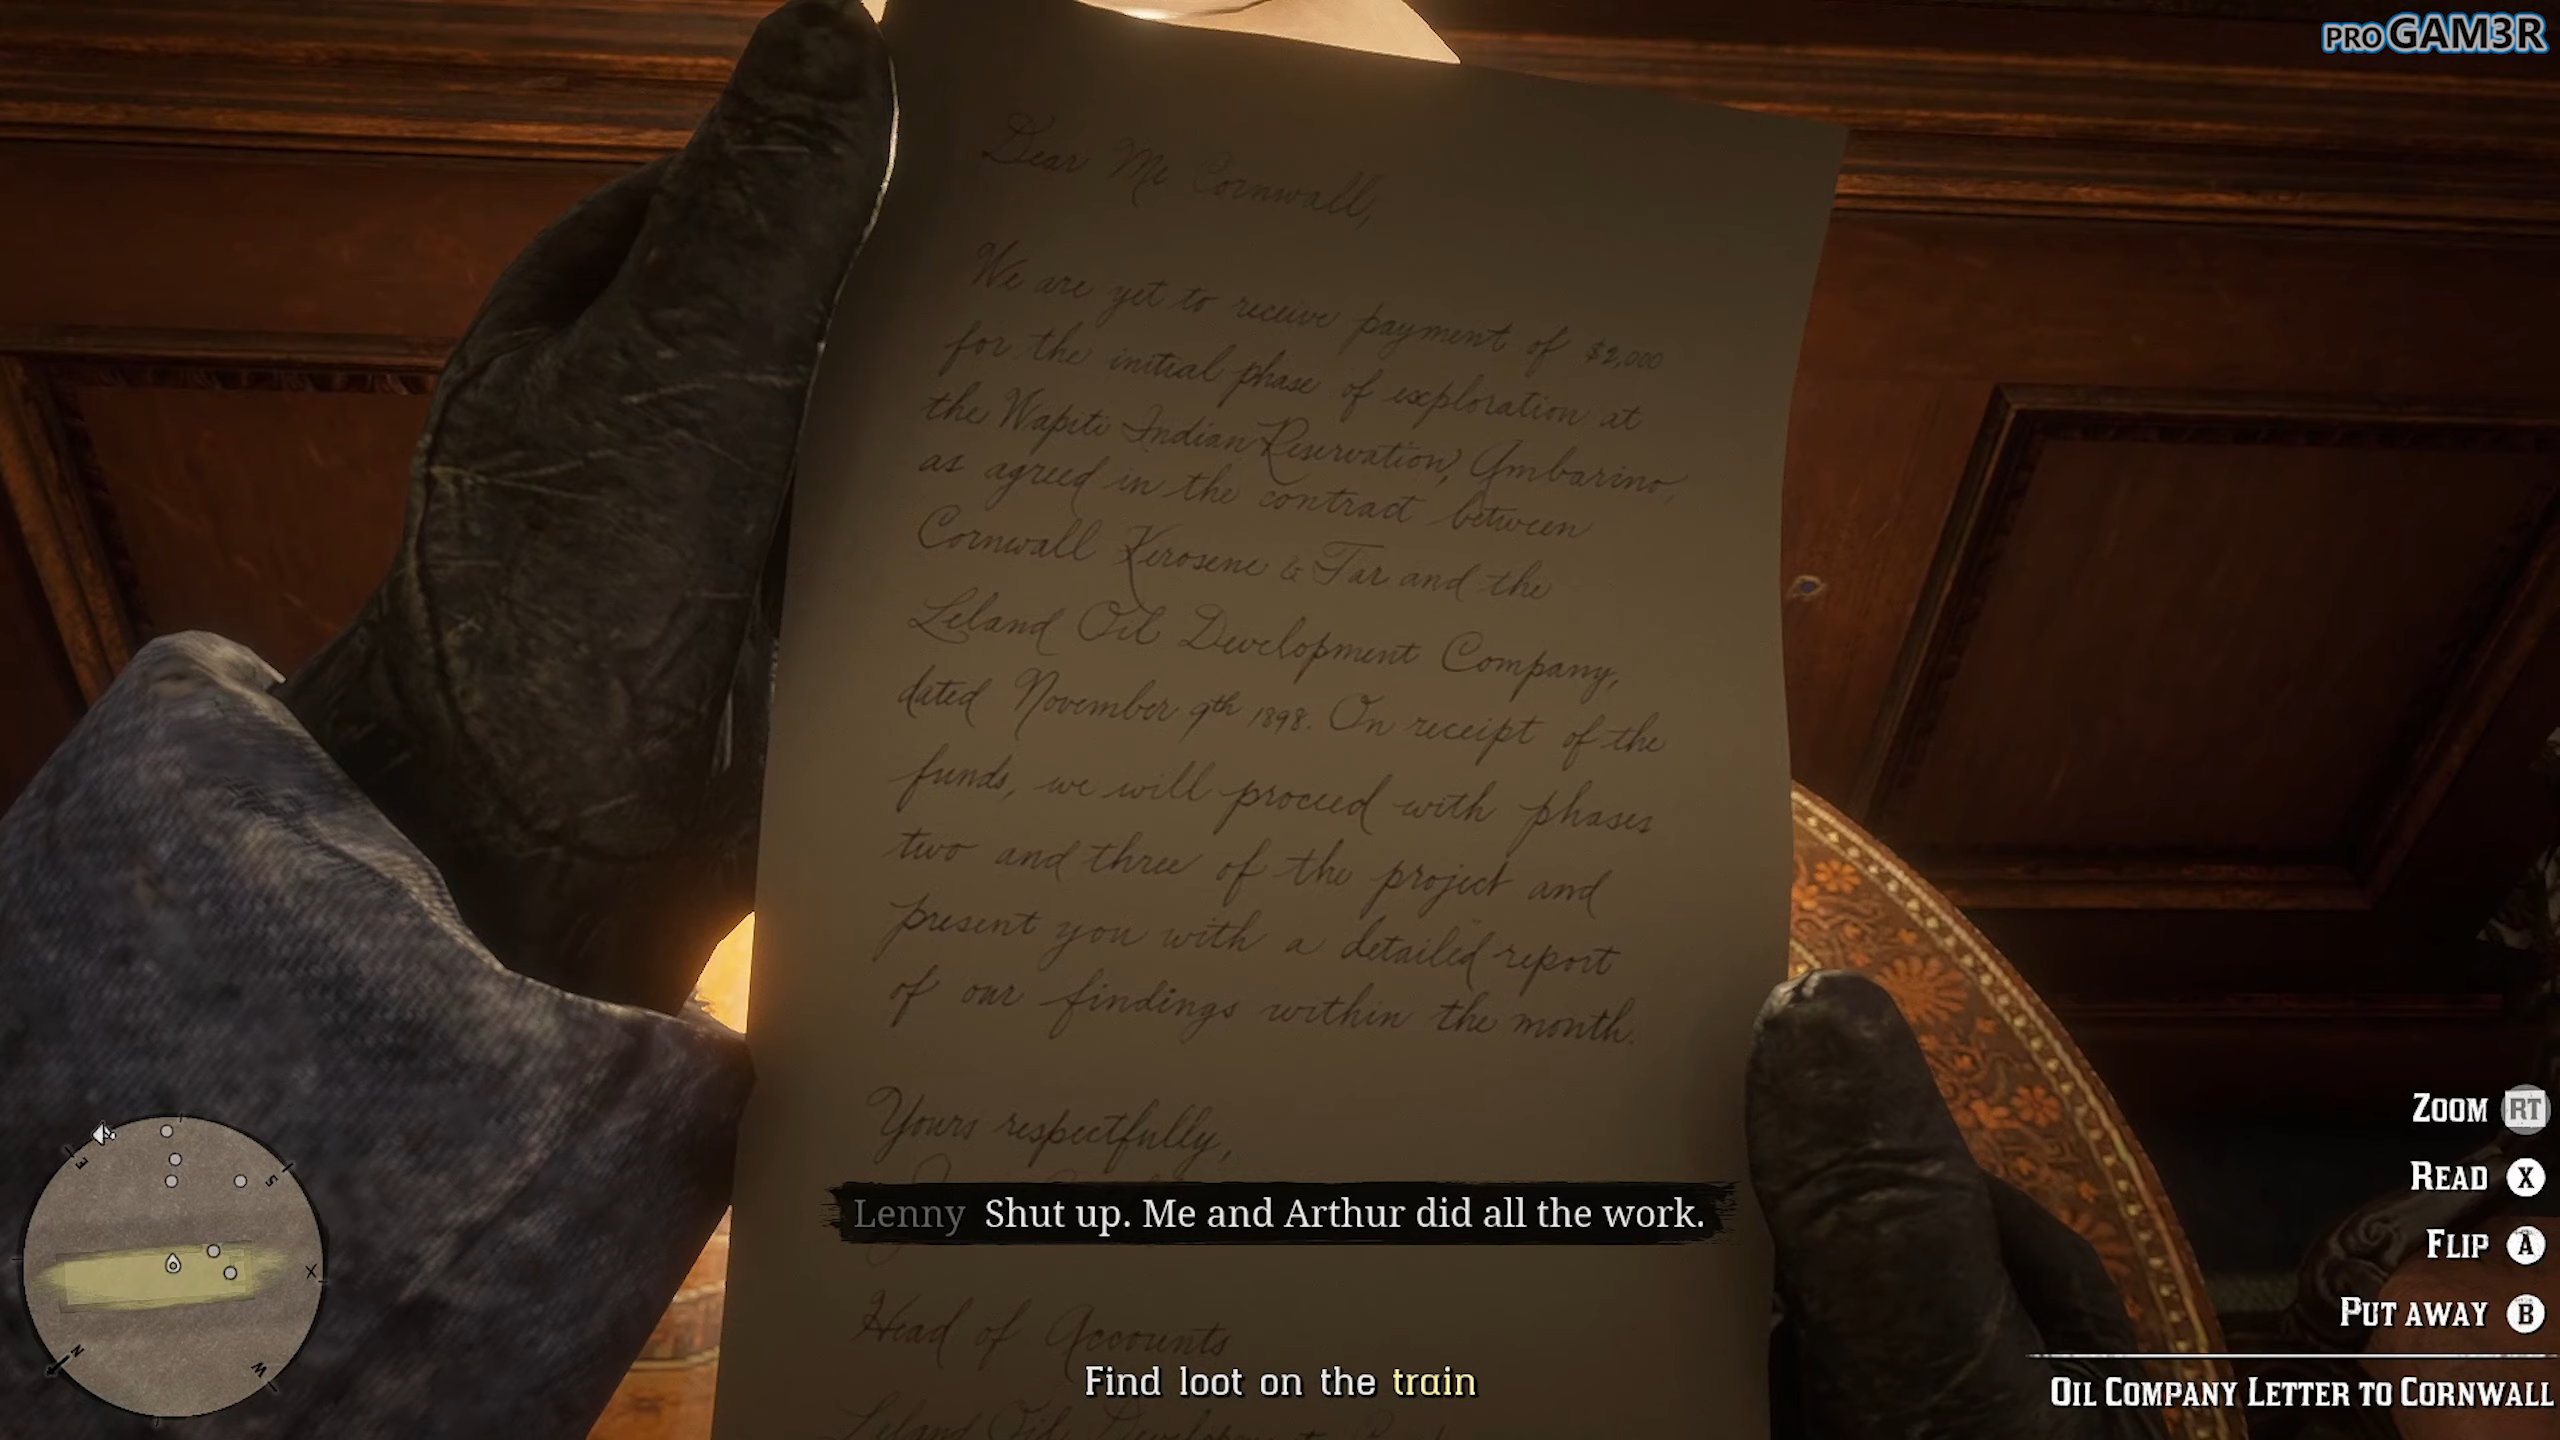 PRO GAM3R
Dear Mr Cornwall,
We are yet to receive payment of $2,000
for the initial phase of exploration at
the Wapiti Indian Reservation, Ambarino,
as agreed in the contract between
Cornwall Kerosene & Tar and the
Leland Oil Development Company,
dated November 9th 1898. On receipt of the
funds, we will proceed with phases
two and three of the project and
present you with a detailed report
of our findings within the month.
Yours respectfully,
Lenny Shut up. Me and Arthur did all the work.
Head of Accounts
Find loot on the train
Leland Oil Development
ZOOM RT
READ X
FLIP A
PUT AWAY B
OIL COMPANY LETTER TO CORNWALL
E
S
N
W
X